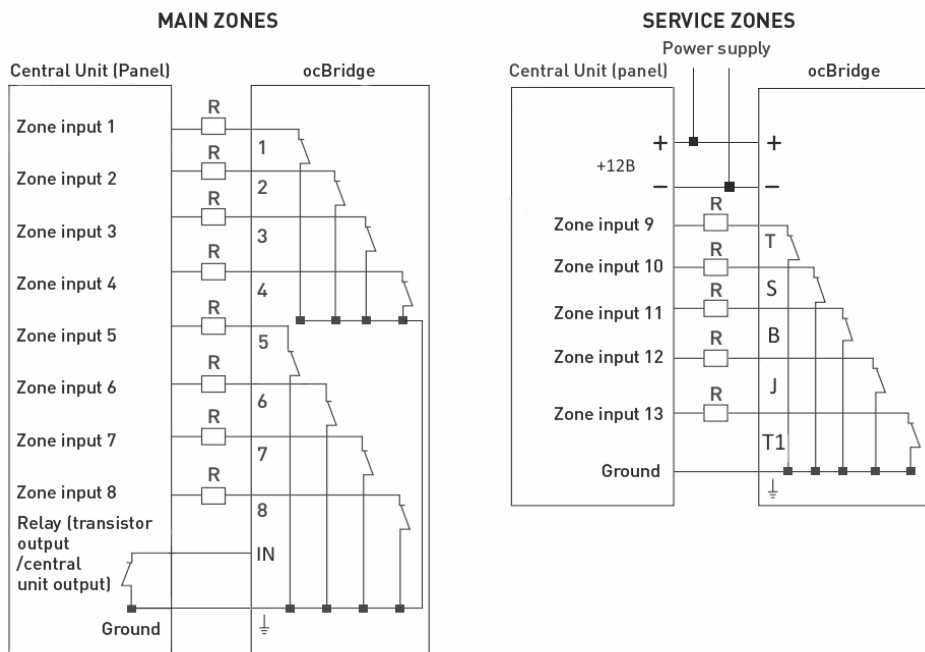 MAIN ZONES
Central Unit (Panel)
ocBridge
R
Zone input 1
1
R
Zone input 2
2
R
Zone input 3
3
R
Zone input 4
4
R
Zone input 5
5
R
Zone input 6
6
R
Zone input 7
7
R
Zone input 8
8
Relay (transistor
output
/central
unit output)
IN
Ground
SERVICE ZONES
Power supply
Central Unit (panel)
ocBridge
+ +
+12B
− −
R
Zone input 9
T
R
Zone input 10
S
R
Zone input 11
B
R
Zone input 12
J
R
Zone input 13
T1
Ground